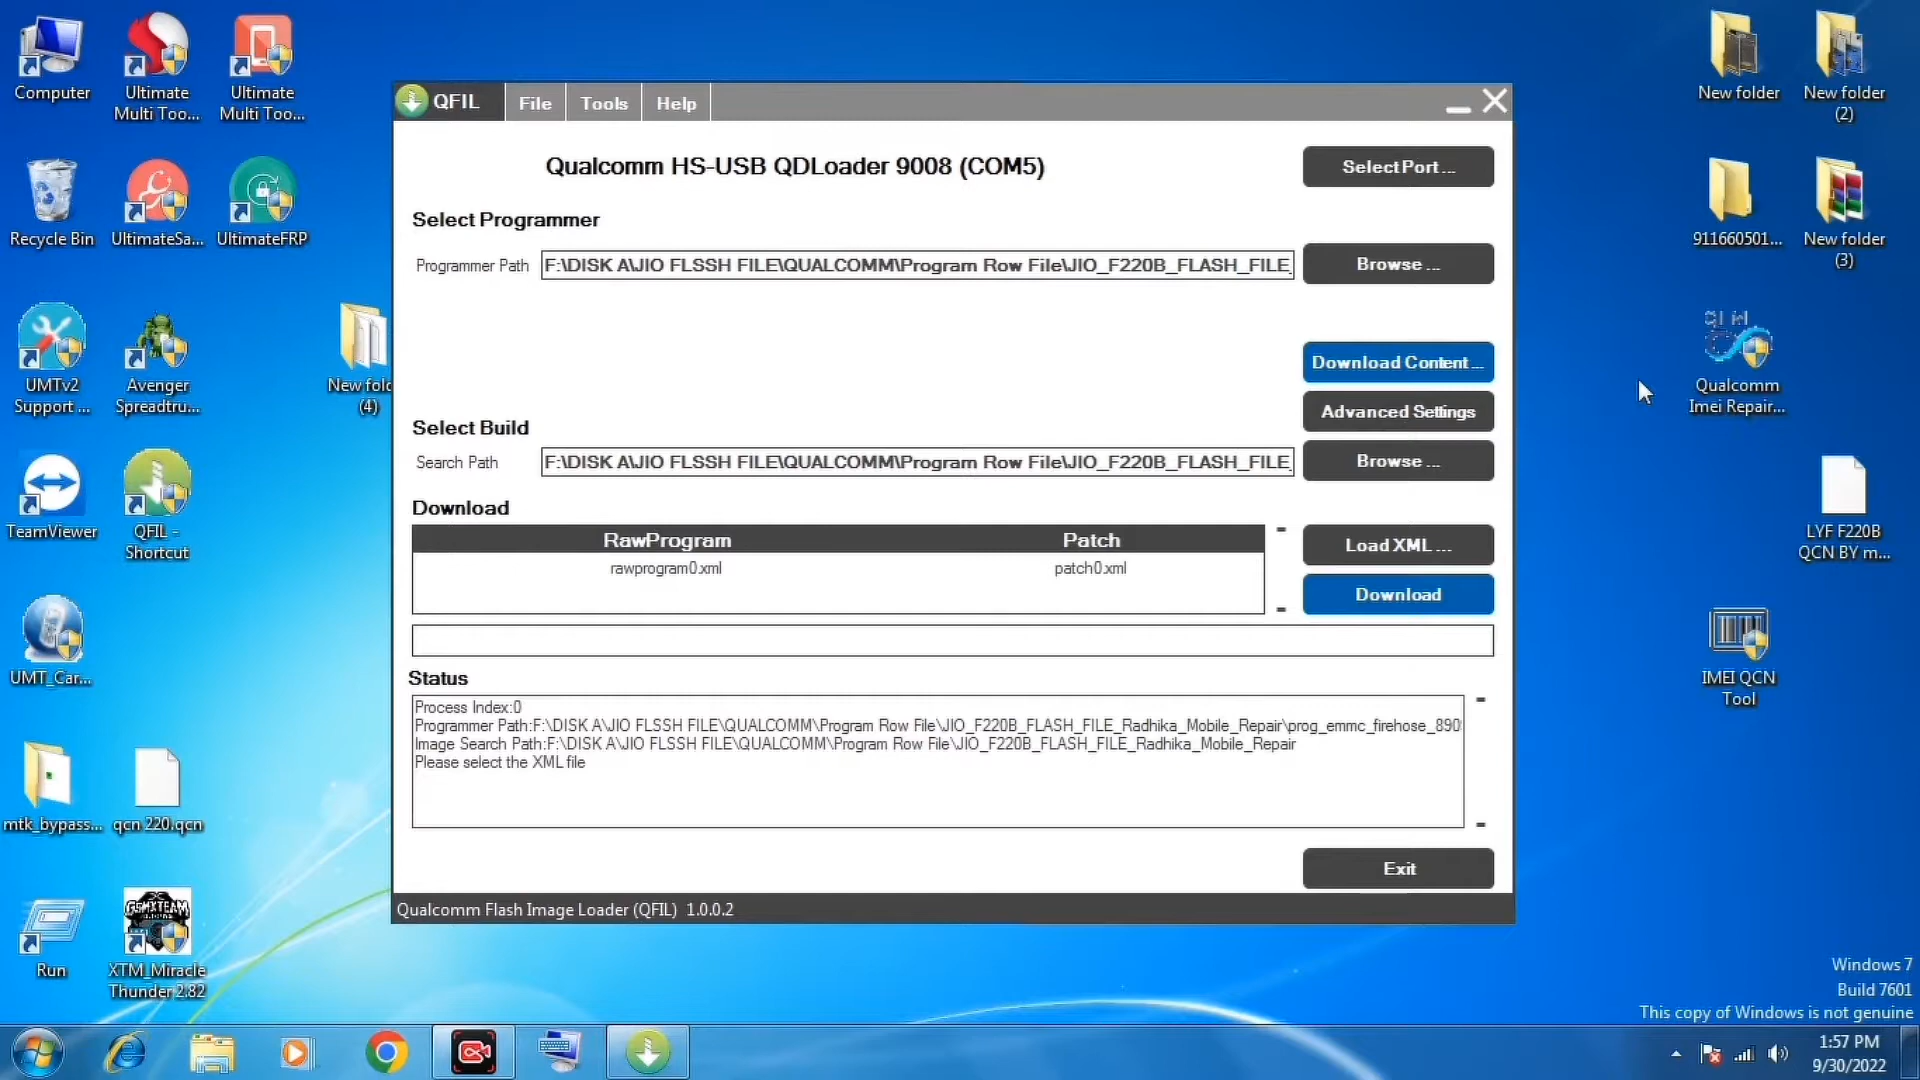 Computer
Ultimate
Multi Too...
Ultimate
Multi Too...
Recycle Bin
UltimateSa...
UltimateFRP
UMTv2
Support ...
Avenger
Spreadtru...
New fold
(4)
TeamViewer
QFIL -
Shortcut
UMT_Car...
mtk_bypass...
qcn 220.qcn
Run
XTM_Miracle
Thunder 2.82
QFIL
File
Tools
Help
Qualcomm HS-USB QDLoader 9008 (COM5)
Select Port ...
Select Programmer
Programmer Path
F:\DISK A\JIO FLSSH FILE\QUALCOMM\Program Row File\JIO_F220B_FLASH_FILE_
Browse ...
Download Content ...
Advanced Settings
Select Build
Search Path
F:\DISK A\JIO FLSSH FILE\QUALCOMM\Program Row File\JIO_F220B_FLASH_FILE_
Browse ...
Download
RawProgram
Patch
rawprogram0.xml
patch0.xml
Load XML ...
Download
Status
Process Index:0
Programmer Path:F:\DISK A\JIO FLSSH FILE\QUALCOMM\Program Row File\JIO_F220B_FLASH_FILE_Radhika_Mobile_Repair\prog_emmc_firehose_890
Image Search Path:F:\DISK A\JIO FLSSH FILE\QUALCOMM\Program Row File\JIO_F220B_FLASH_FILE_Radhika_Mobile_Repair
Please select the XML file
Exit
Qualcomm Flash Image Loader (QFIL) 1.0.0.2
New folder
New folder
(2)
911660501...
New folder
(3)
Qualcomm
Imei Repair...
LYF F220B
QCN BY m...
IMEI QCN
Tool
Windows 7
Build 7601
This copy of Windows is not genuine
1:57 PM
9/30/2022